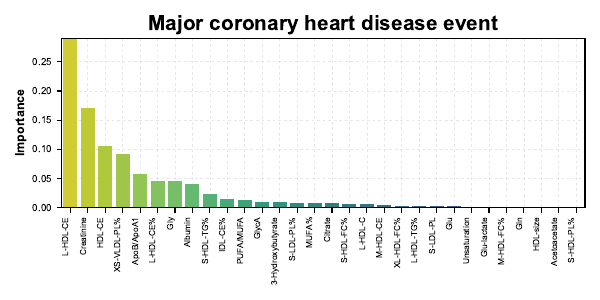 Major coronary heart disease event
Importance
0.25
0.20
0.15
0.10
0.05
0.00
L-HDL-CE
Creatinine
HDL-CE
XS-VLDL-PL%
ApoB/ApoA1
L-HDL-CE%
Gly
Albumin
S-HDL-TG%
IDL-CE%
PUFA/MUFA
GlycA
3-Hydroxybutyrate
S-LDL-PL%
MUFA%
Citrate
S-HDL-FC%
L-HDL-C
M-HDL-CE
XL-HDL-FC%
L-HDL-TG%
S-LDL-PL
Glu
Unsaturation
Glu-lactate
M-HDL-FC%
Gln
HDL-size
Acetoacetate
S-HDL-PL%